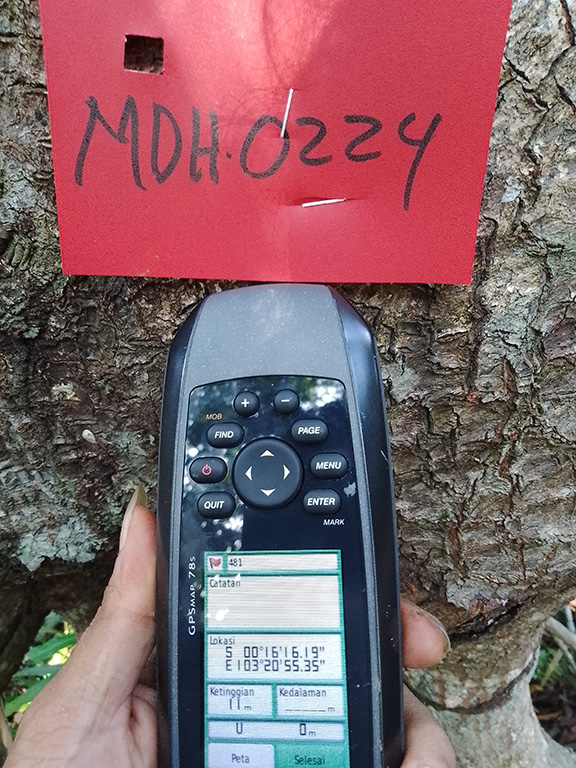 MDH.0224
+ −
MOB
FIND PAGE
MENU
QUIT ENTER
MARK
GPSMAP 78s
481
Catatan
Lokasi
S 00°16'16.19"
E103°20'55.35"
Ketinggian Kedalaman
11m _____m
U 0m
Peta Selesai